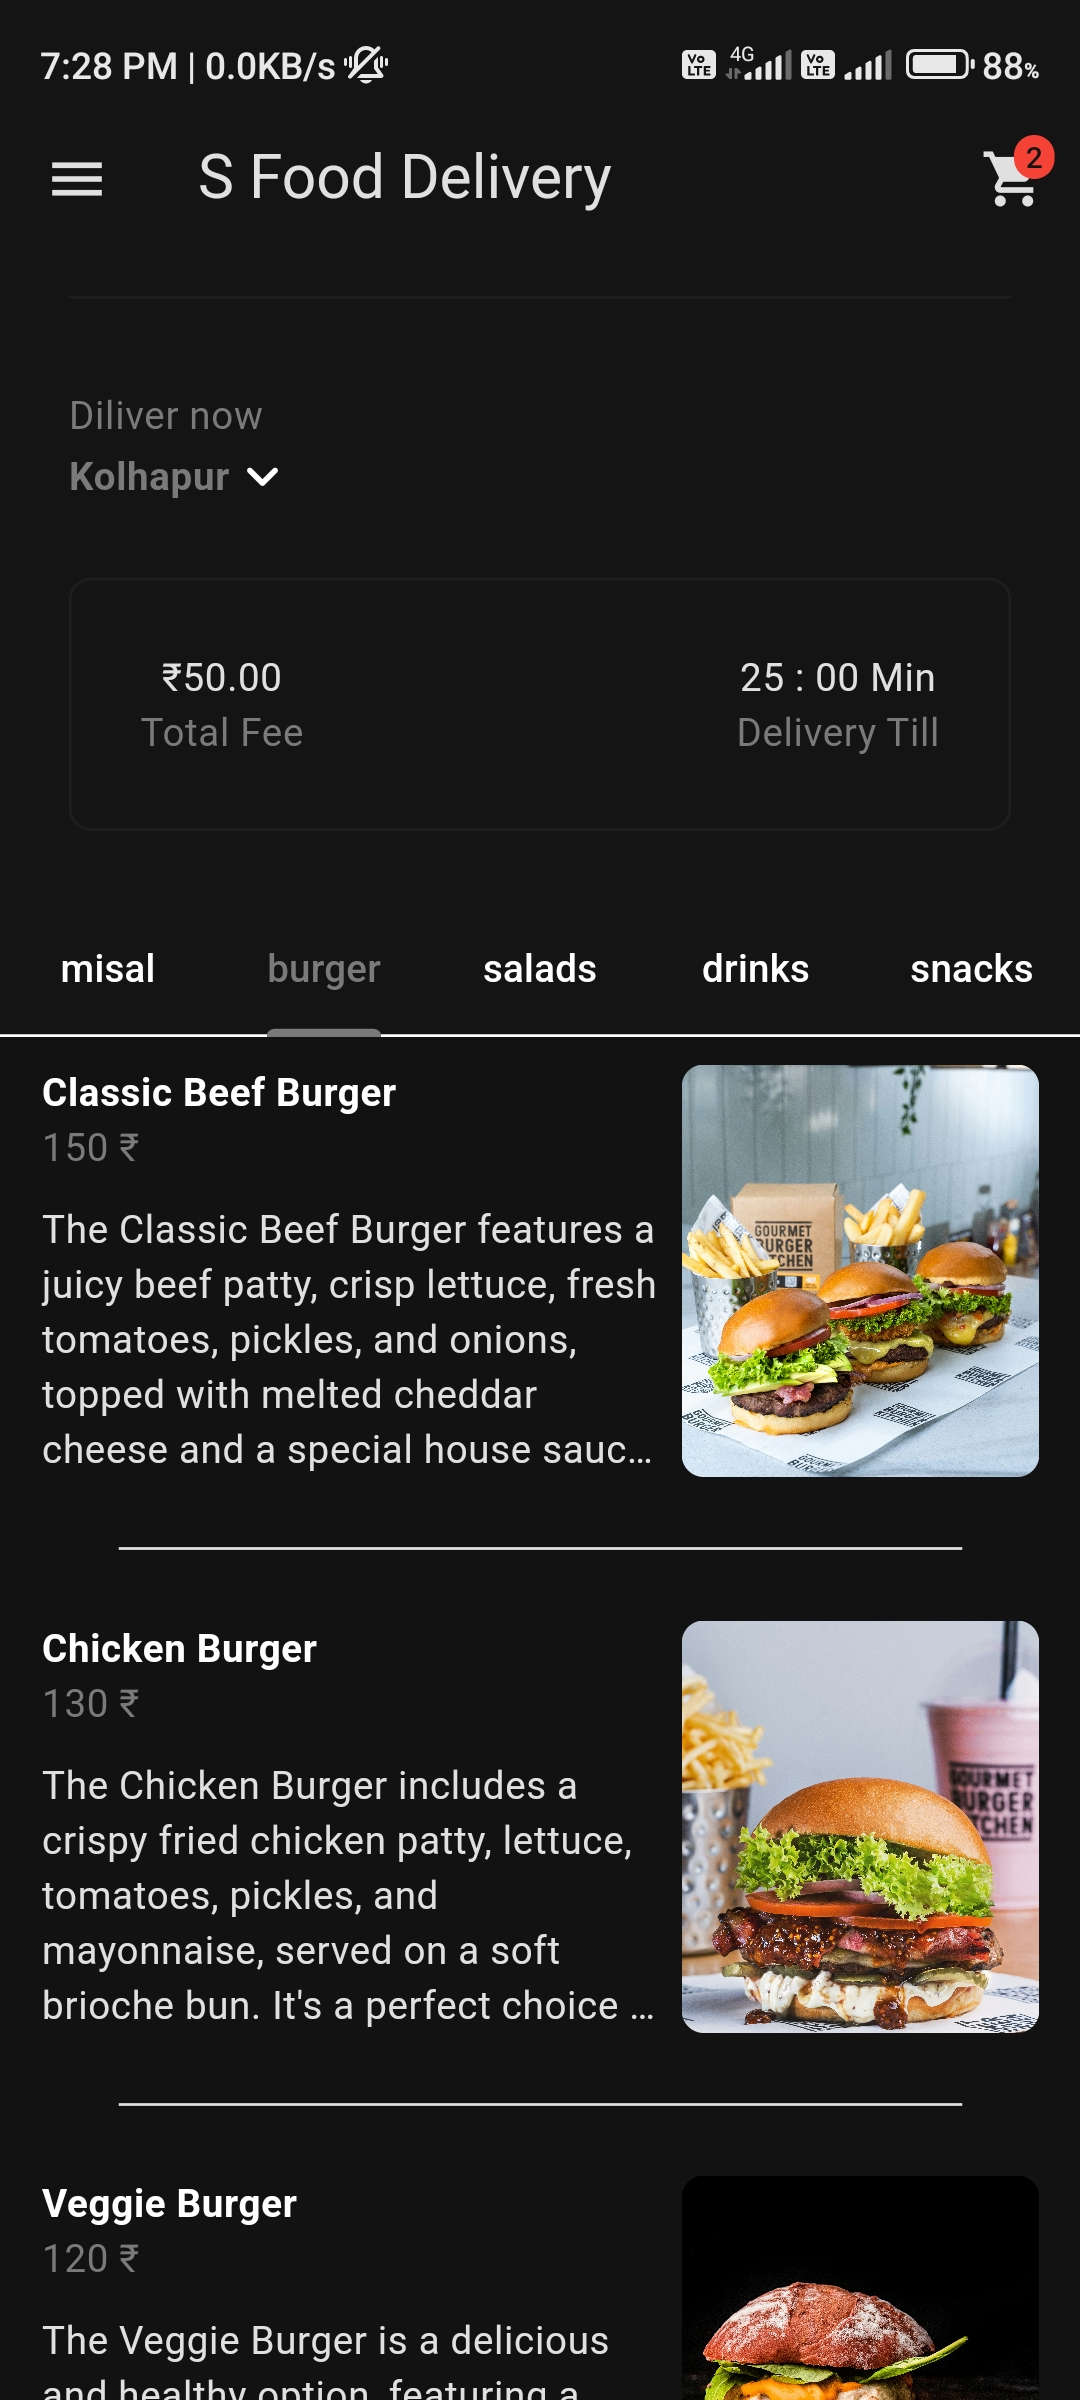 7:28 PM | 0.0KB/s
Vo LTE 4G Vo LTE 88%
S Food Delivery
2
Diliver now
Kolhapur
₹50.00
25 : 00 Min
Total Fee
Delivery Till
misal burger salads drinks snacks
Classic Beef Burger
150 ₹
The Classic Beef Burger features a
juicy beef patty, crisp lettuce, fresh
tomatoes, pickles, and onions,
topped with melted cheddar
cheese and a special house sauc...
GOURMET
BURGER
Chicken Burger
130 ₹
The Chicken Burger includes a
crispy fried chicken patty, lettuce,
tomatoes, pickles, and
mayonnaise, served on a soft
brioche bun. It's a perfect choice ...
GOURMET
BURGER
Veggie Burger
120 ₹
The Veggie Burger is a delicious
and healthy option, featuring a